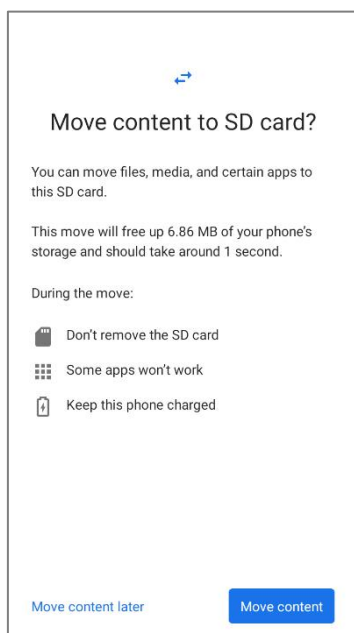 Move content to SD card?
You can move files, media, and certain apps to
this SD card.
This move will free up 6.86 MB of your phone's
storage and should take around 1 second.
During the move:
Don't remove the SD card
Some apps won't work
Keep this phone charged
Move content later
Move content